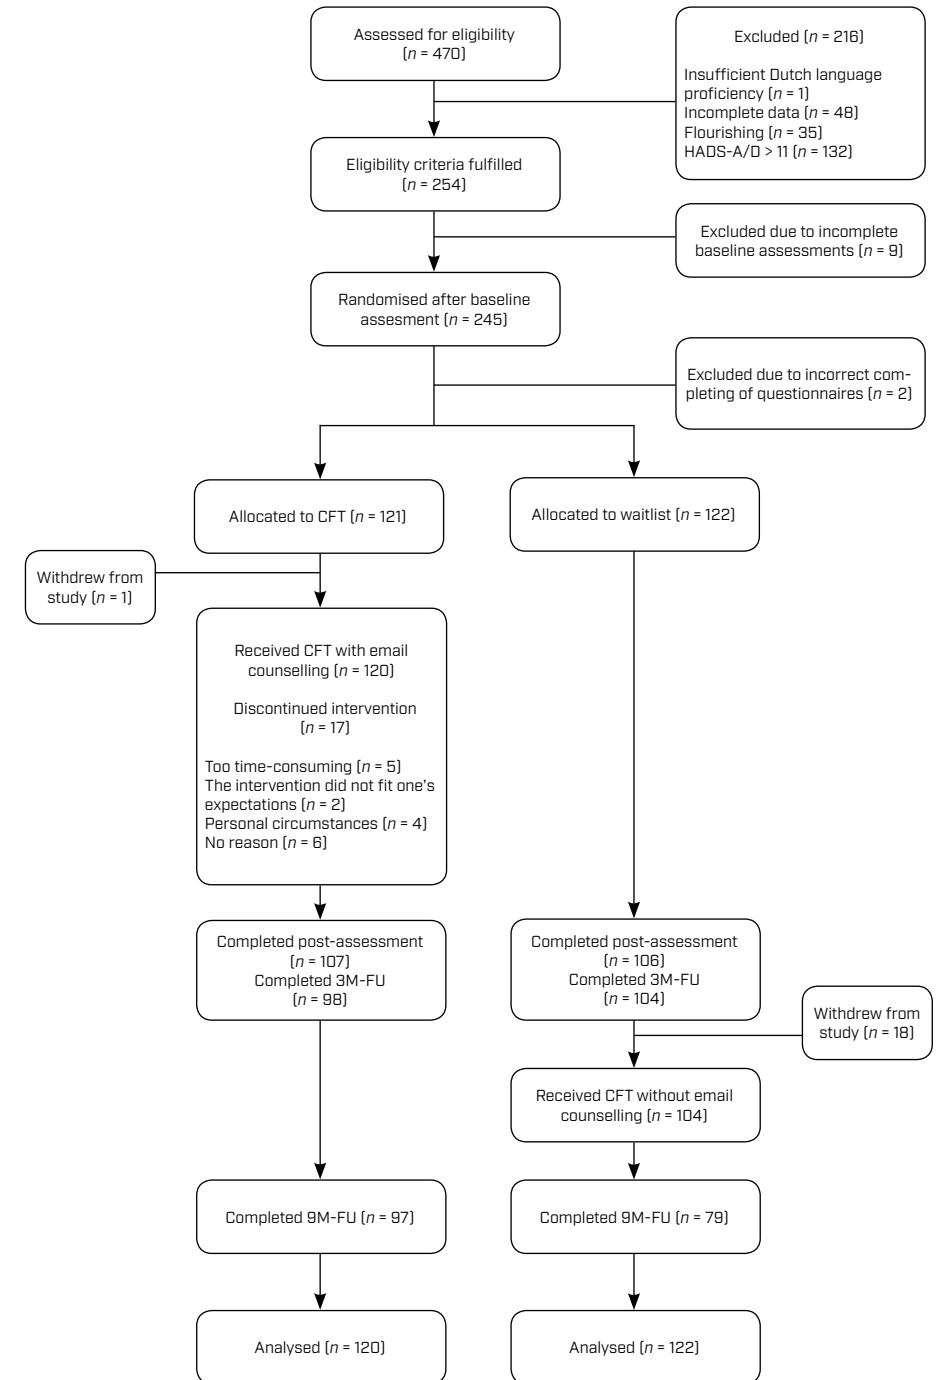 Assessed for eligibility
(n = 470)
Excluded (n = 216)
Insufficient Dutch language
proficiency (n = 1)
Incomplete data (n = 48)
Flourishing (n = 35)
HADS-A/D > 11 (n = 132)
Eligibility criteria fulfilled
(n = 254)
Excluded due to incomplete
baseline assessments (n = 9)
Randomised after baseline
assesment (n = 245)
Excluded due to incorrect com-
pleting of questionnaires (n = 2)
Allocated to CFT (n = 121)
Allocated to waitlist (n = 122)
Withdrew from
study (n = 1)
Received CFT with email
counselling (n = 120)
Discontinued intervention
(n = 17)
Too time-consuming (n = 5)
The intervention did not fit one's
expectations (n = 2)
Personal circumstances (n = 4)
No reason (n = 6)
Completed post-assessment
(n = 107)
Completed 3M-FU
(n = 98)
Completed post-assessment
(n = 106)
Completed 3M-FU
(n = 104)
Withdrew from
study (n = 18)
Received CFT without email
counselling (n = 104)
Completed 9M-FU (n = 97)
Completed 9M-FU (n = 79)
Analysed (n = 120)
Analysed (n = 122)